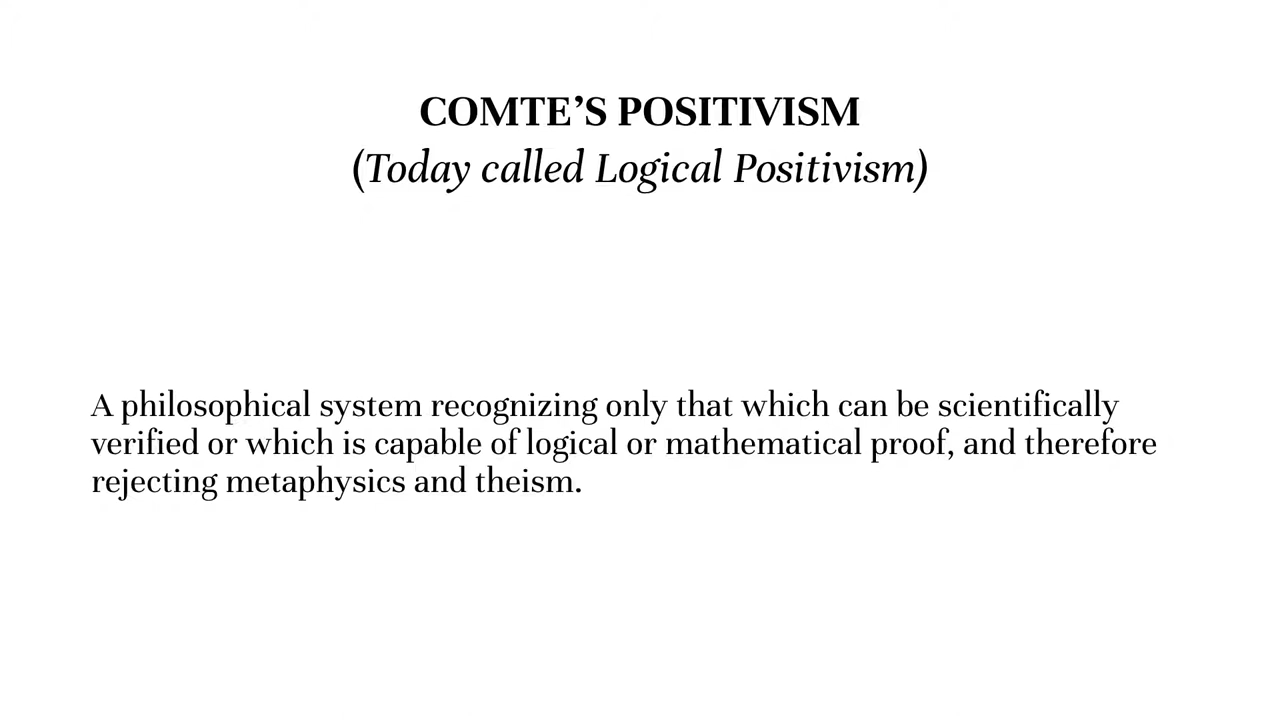 COMTE’S POSITIVISM
(Today called Logical Positivism)
A philosophical system recognizing only that which can be scientifically
verified or which is capable of logical or mathematical proof, and therefore
rejecting metaphysics and theism.